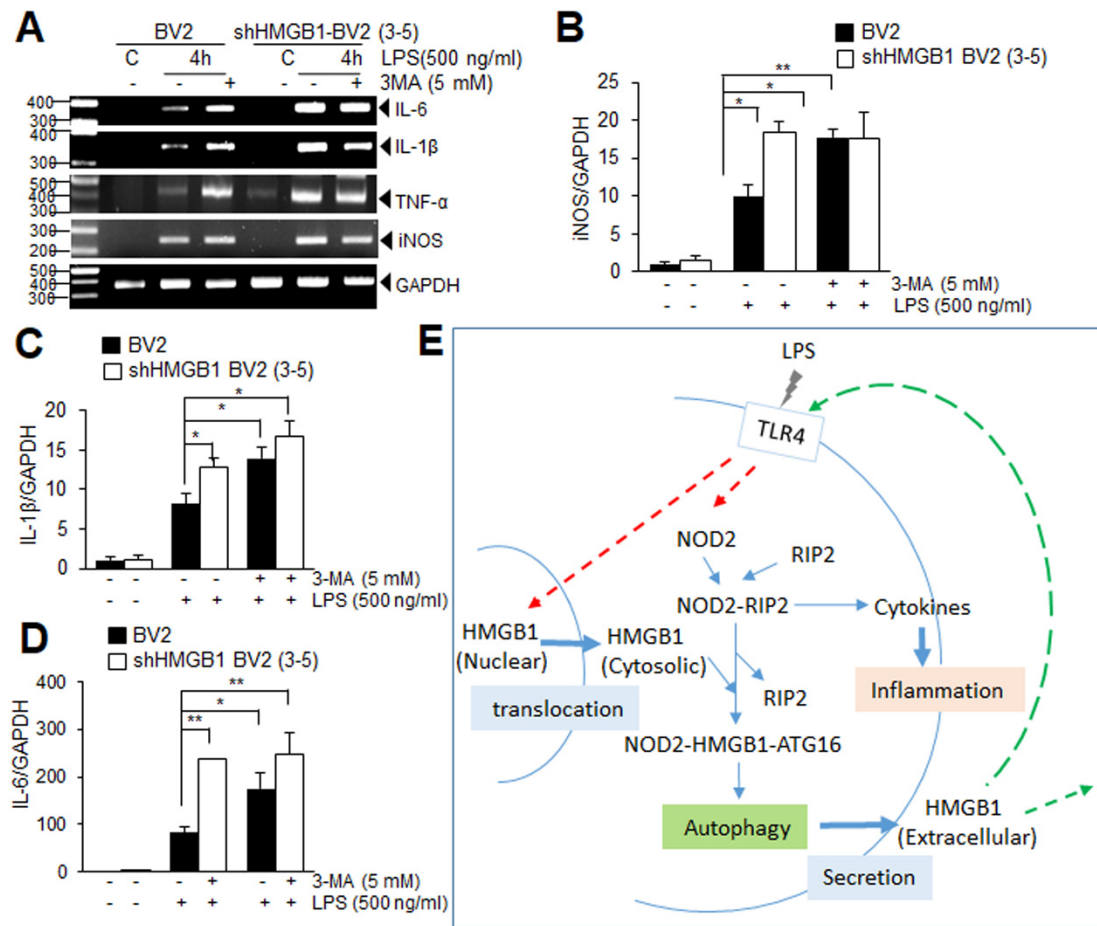 A
BV2 shHMGB1-BV2 (3-5)
C 4h C 4h LPS(500 ng/ml)
- - + - - + 3MA (5 mM)
400
300
IL-6
400
300
IL-1β
500
400
300
TNF-α
300
200
iNOS
500
400
300
GAPDH
B
BV2
shHMGB1 BV2 (3-5)
**
*
*
iNOS/GAPDH
25
20
15
10
5
0
- - - - + + 3-MA (5 mM)
- - + + + + LPS (500 ng/ml)
C
BV2
shHMGB1 BV2 (3-5)
*
*
*
IL-1β/GAPDH
20
15
10
5
0
- - - - + + 3-MA (5 mM)
- - + + + + LPS (500 ng/ml)
D
BV2
shHMGB1 BV2 (3-5)
**
*
**
IL-6/GAPDH
400
300
200
100
0
- - - + - + 3-MA (5 mM)
- - + + + + LPS (500 ng/ml)
E
LPS
TLR4
NOD2
RIP2
NOD2-RIP2
Cytokines
HMGB1
(Nuclear)
HMGB1
(Cytosolic)
translocation
RIP2
Inflammation
NOD2-HMGB1-ATG16
Autophagy
HMGB1
(Extracellular)
Secretion